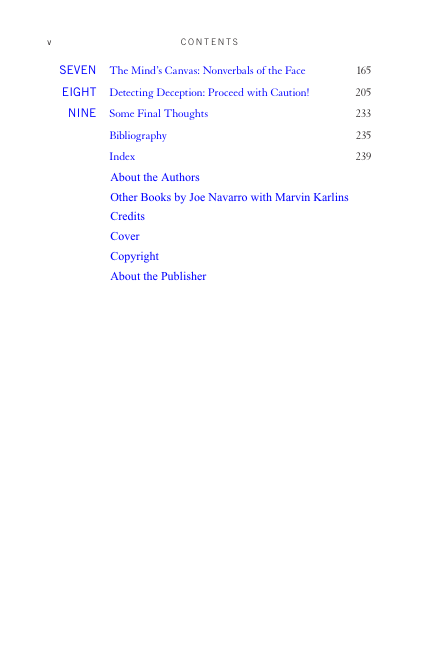 v CONTENTS
SEVEN The Mind's Canvas: Nonverbals of the Face 165
EIGHT Detecting Deception: Proceed with Caution! 205
NINE Some Final Thoughts 233
Bibliography 235
Index 239
About the Authors
Other Books by Joe Navarro with Marvin Karlins
Credits
Cover
Copyright
About the Publisher